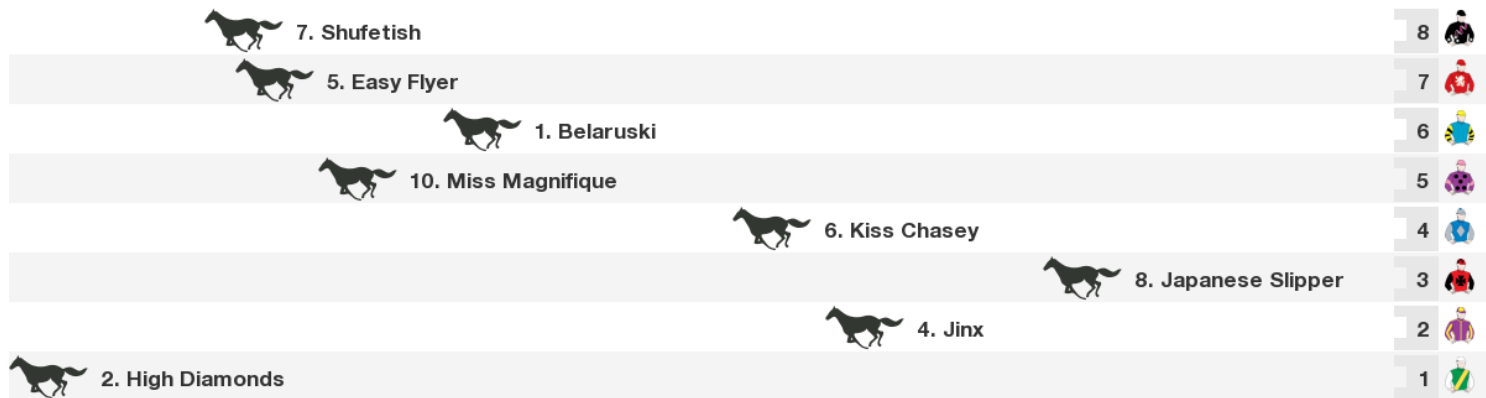 7. Shufetish 8
5. Easy Flyer 7
1. Belaruski 6
10. Miss Magnifique 5
6. Kiss Chasey 4
8. Japanese Slipper 3
4. Jinx 2
2. High Diamonds 1